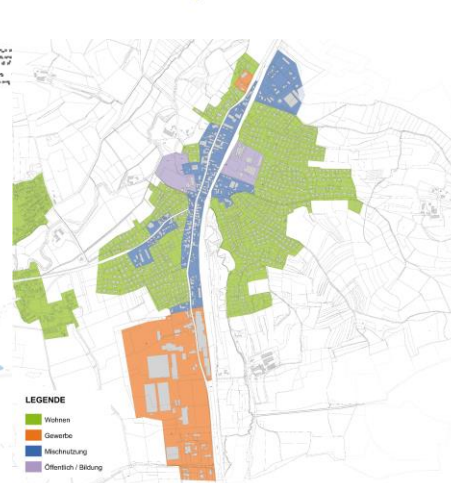 LEGENDE
Wohnen
Gewerbe
Mischnutzung
Öffentlich / Bildung